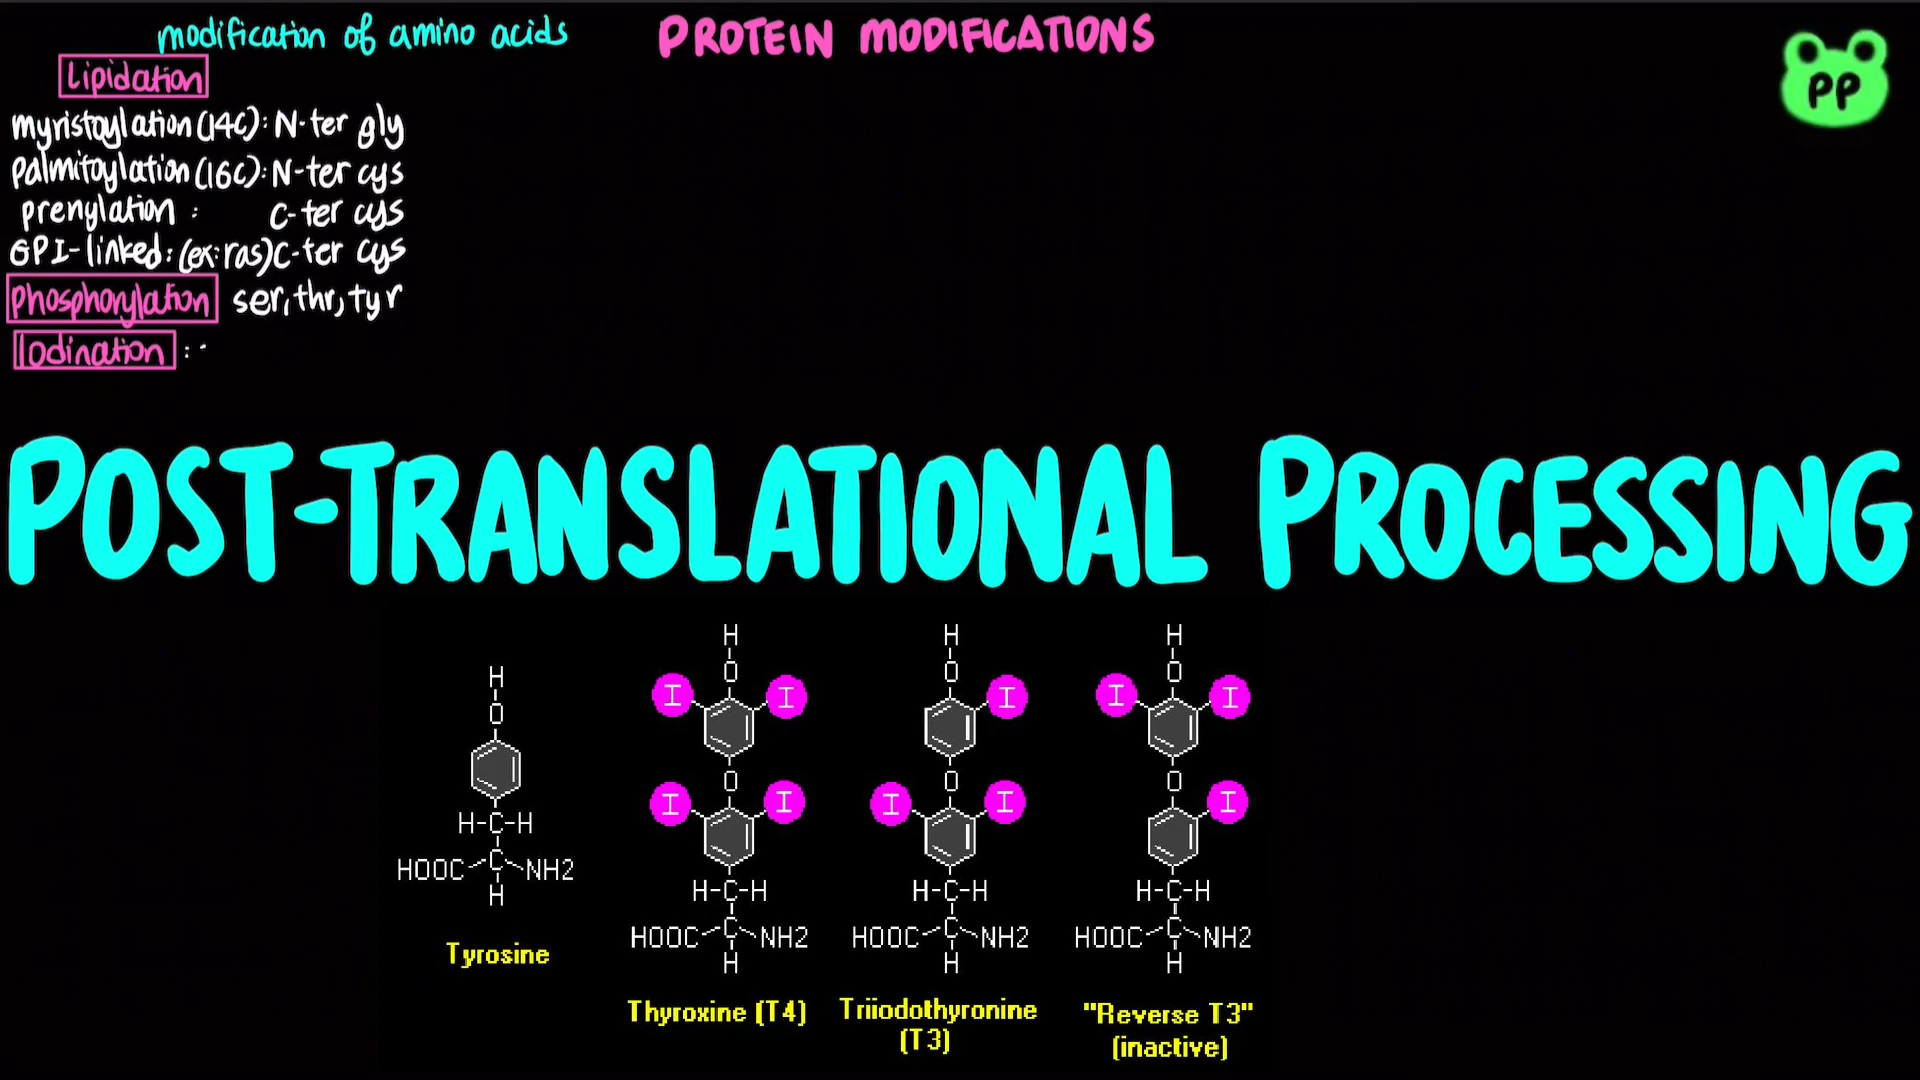 modification of amino acids
PROTEIN MODIFICATIONS
PP
Lipidation
myristoylation (14C): N-ter gly
palmitoylation (16C): N-ter cys
prenylation : C-ter cys
GPI-linked: (ex: ras) C-ter cys
Phosphorylation ser, thr, tyr
Iodination :
POST-TRANSLATIONAL PROCESSING
H
O
H-C-H
HOOC C NH2
H
Tyrosine
H
O
I I
O
I I
H-C-H
HOOC C NH2
H
Thyroxine (T4)
H
O
I
O
I I
H-C-H
HOOC C NH2
H
Triiodothyronine
(T3)
H
O
I I
O
I
H-C-H
HOOC C NH2
H
"Reverse T3"
(inactive)